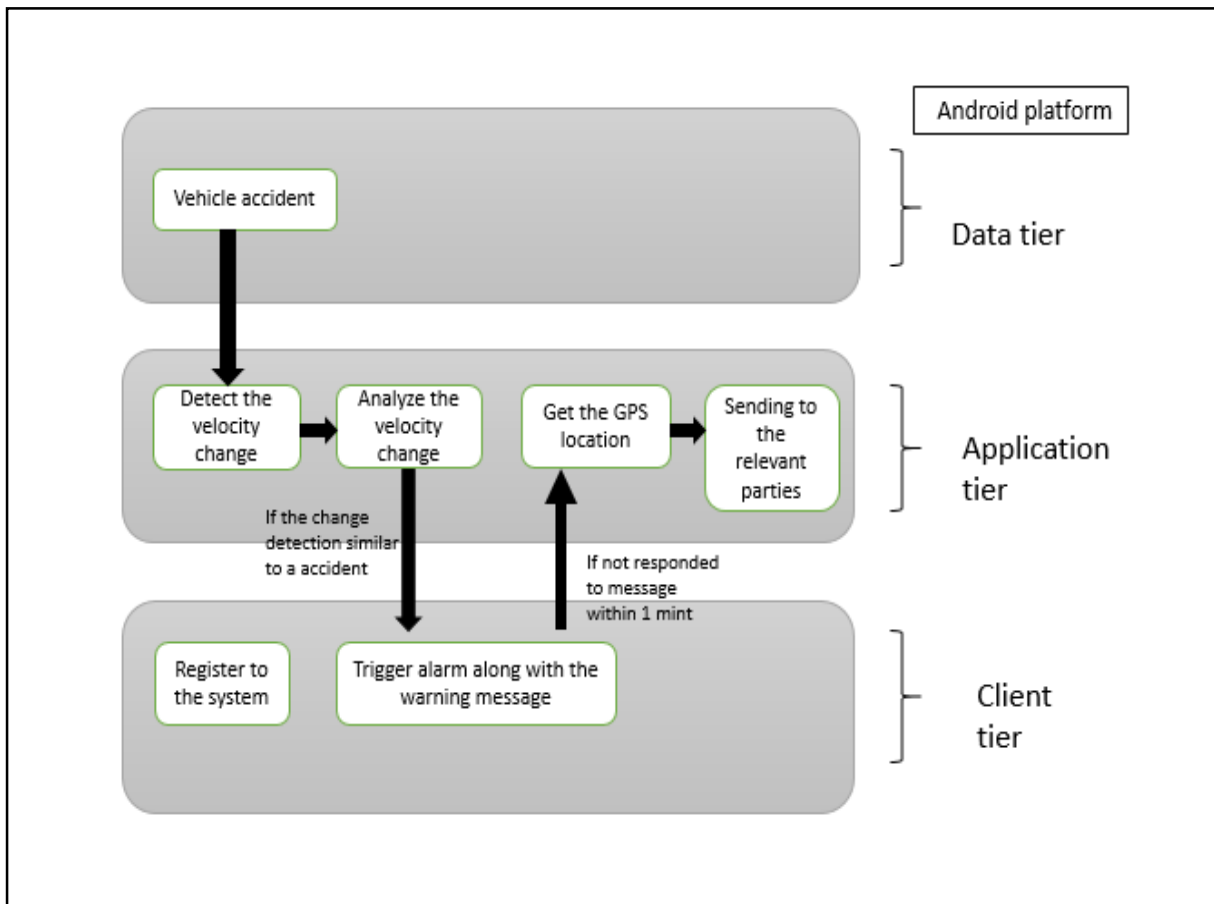 Android platform
Vehicle accident
Data tier
Detect the
velocity
change
Analyze the
velocity
change
Get the GPS
location
Sending to
the
relevant
parties
Application
tier
If the change
detection similar
to a accident
If not responded
to message
within 1 mint
Register to
the system
Trigger alarm along with the
warning message
Client
tier